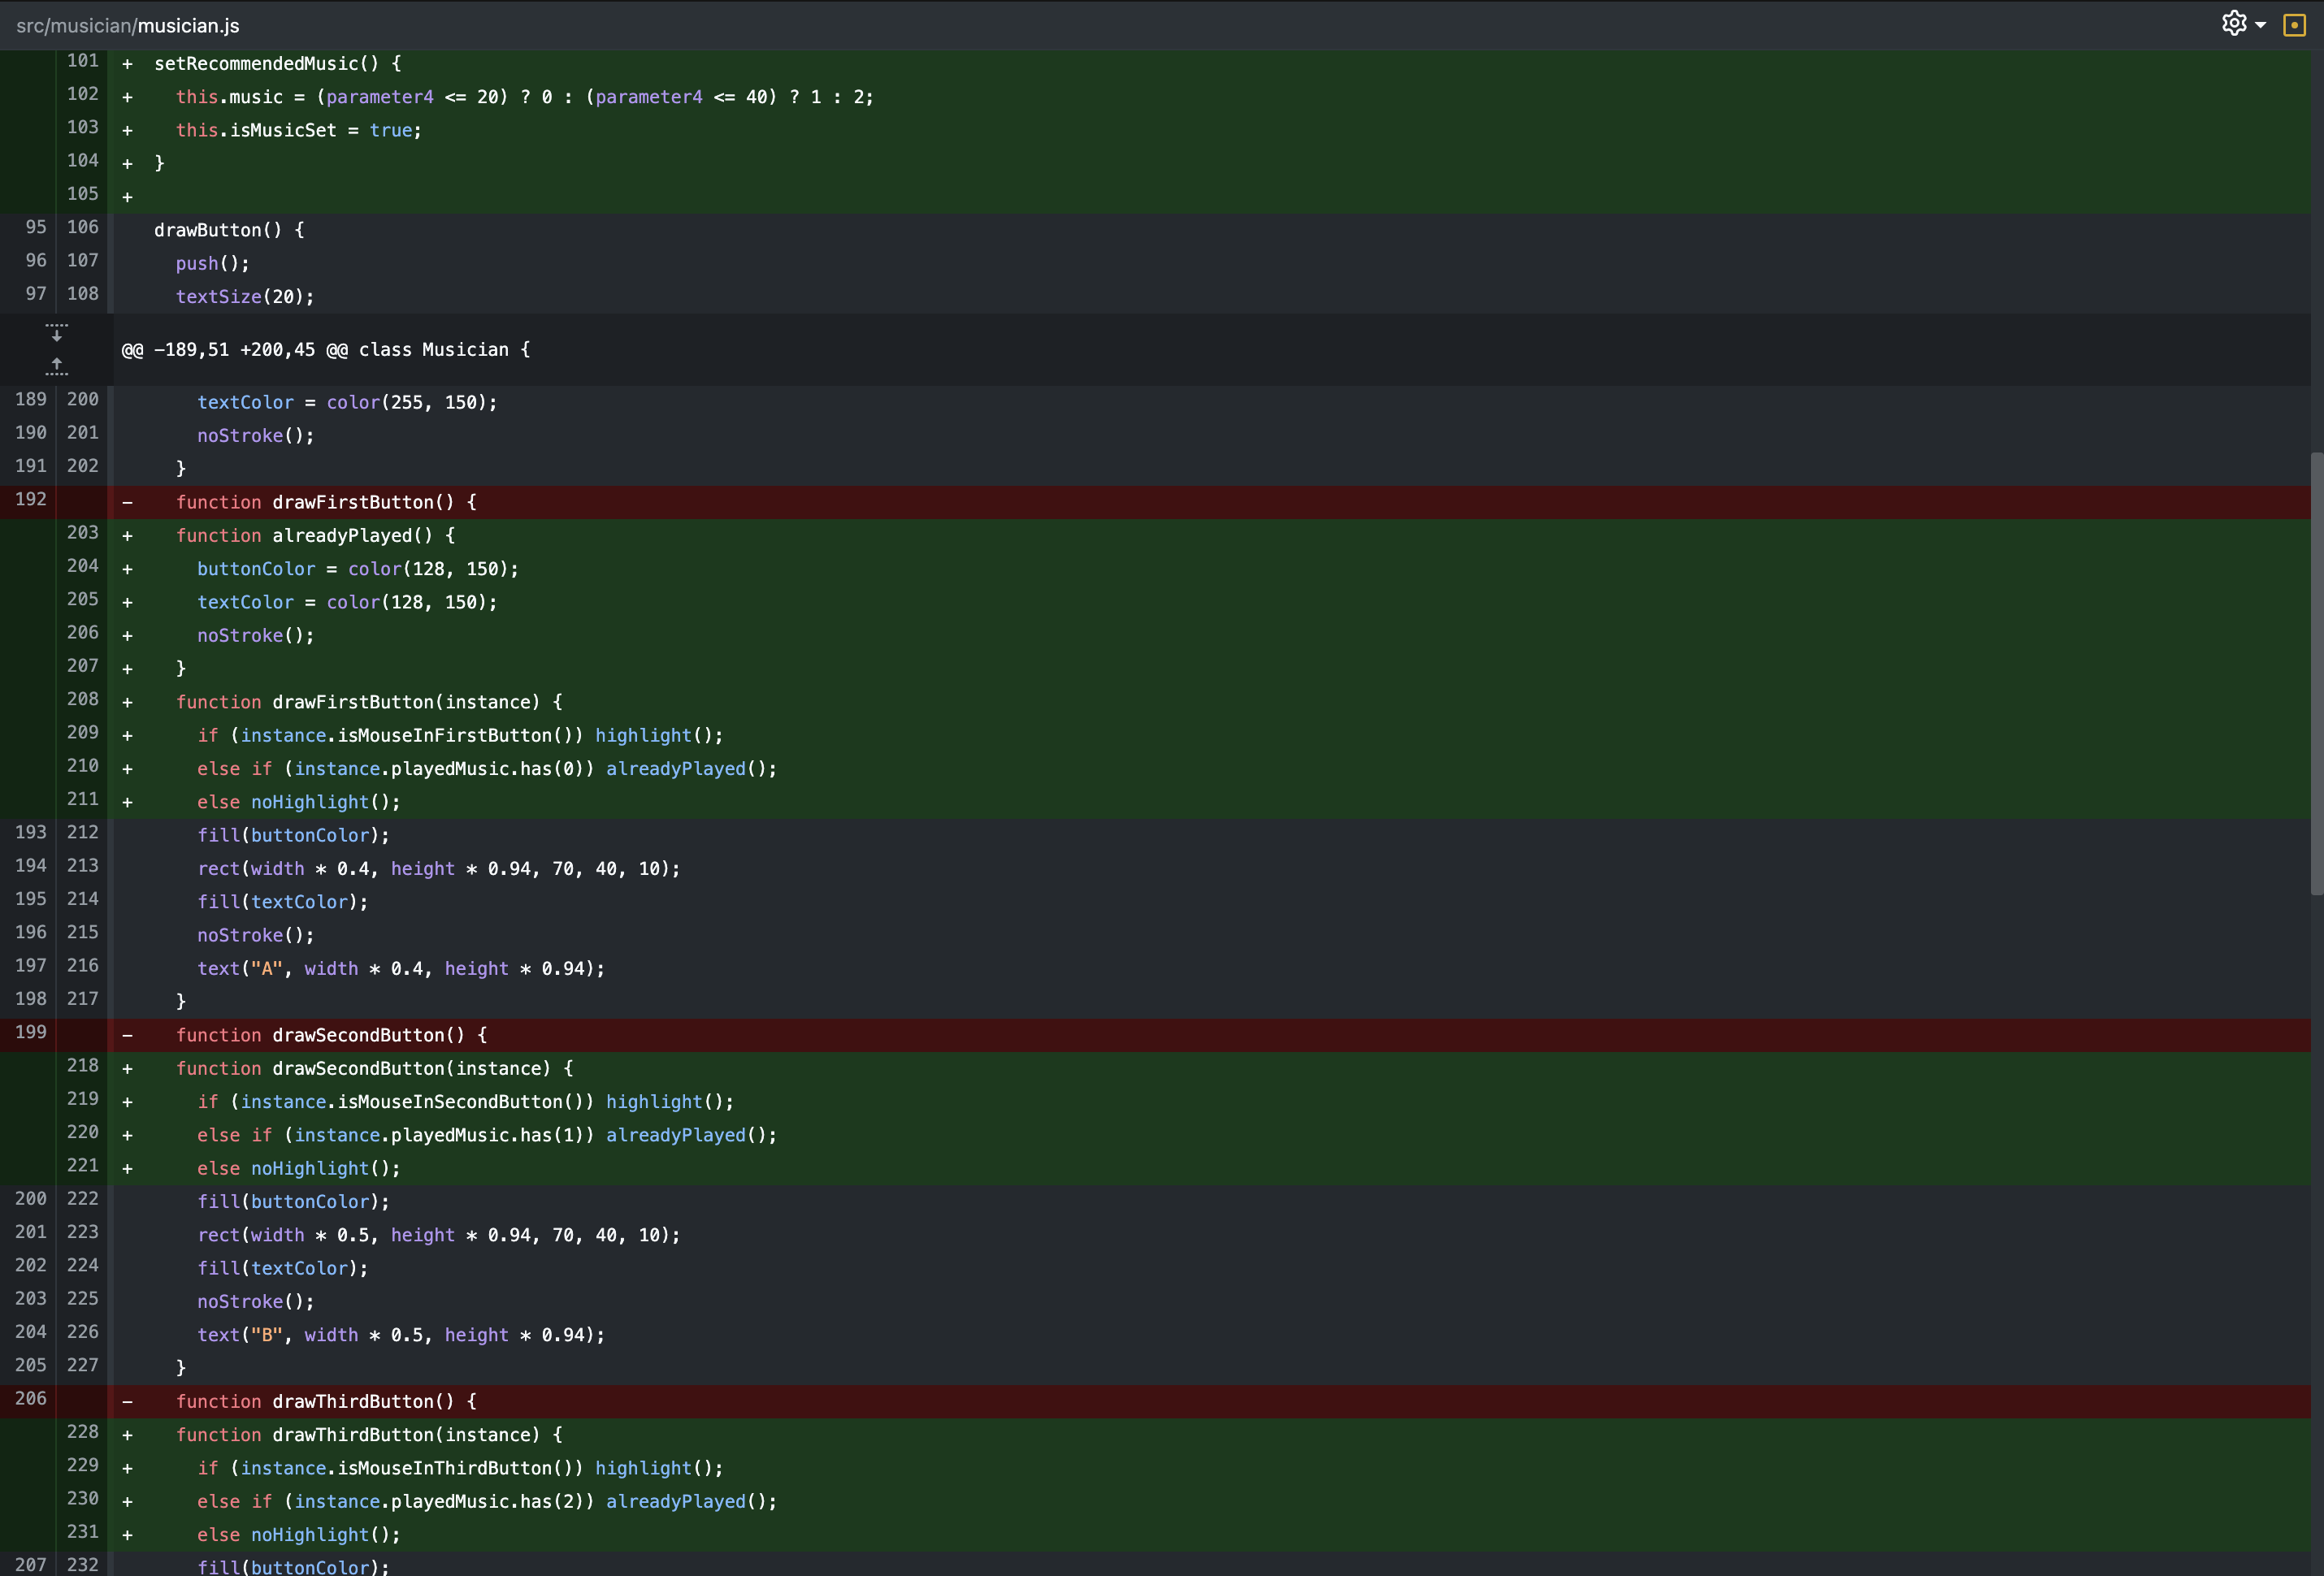 src/musician/musician.js
101 + setRecommendedMusic() {
102 + this.music = (parameter4 <= 20) ? 0 : (parameter4 <= 40) ? 1 : 2;
103 + this.isMusicSet = true;
104 + }
105 +
95 106 drawButton() {
96 107 push();
97 108 textSize(20);
@@ -189,51 +200,45 @@ class Musician {
189 200 textColor = color(255, 150);
190 201 noStroke();
191 202 }
192 - function drawFirstButton() {
203 + function alreadyPlayed() {
204 + buttonColor = color(128, 150);
205 + textColor = color(128, 150);
206 + noStroke();
207 + }
208 + function drawFirstButton(instance) {
209 + if (instance.isMouseInFirstButton()) highlight();
210 + else if (instance.playedMusic.has(0)) alreadyPlayed();
211 + else noHighlight();
193 212 fill(buttonColor);
194 213 rect(width * 0.4, height * 0.94, 70, 40, 10);
195 214 fill(textColor);
196 215 noStroke();
197 216 text("A", width * 0.4, height * 0.94);
198 217 }
199 - function drawSecondButton() {
218 + function drawSecondButton(instance) {
219 + if (instance.isMouseInSecondButton()) highlight();
220 + else if (instance.playedMusic.has(1)) alreadyPlayed();
221 + else noHighlight();
200 222 fill(buttonColor);
201 223 rect(width * 0.5, height * 0.94, 70, 40, 10);
202 224 fill(textColor);
203 225 noStroke();
204 226 text("B", width * 0.5, height * 0.94);
205 227 }
206 - function drawThirdButton() {
228 + function drawThirdButton(instance) {
229 + if (instance.isMouseInThirdButton()) highlight();
230 + else if (instance.playedMusic.has(2)) alreadyPlayed();
231 + else noHighlight();
207 232 fill(buttonColor);